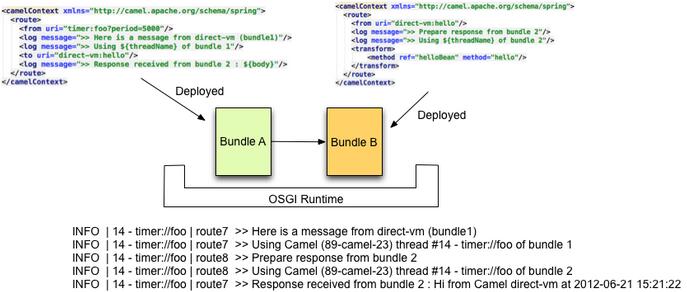 <camelContext xmlns="http://camel.apache.org/schema/spring">
<route>
<from uri="timer:foo?period=5000"/>
<log message=">> Here is a message from direct-vm (bundle1)"/>
<log message=">> Using ${threadName} of bundle 1"/>
<to uri="direct-vm:hello"/>
<log message=">> Response received from bundle 2 : ${body}"/>
</route>
</camelContext>
<camelContext xmlns="http://camel.apache.org/schema/spring">
<route>
<from uri="direct-vm:hello"/>
<log message=">> Prepare response from bundle 2"/>
<log message=">> Using ${threadName} of bundle 2"/>
<transform>
<method ref="helloBean" method="hello"/>
</transform>
</route>
</camelContext>
Deployed
Deployed
Bundle A
Bundle B
OSGI Runtime
INFO | 14 - timer://foo | route7 >> Here is a message from direct-vm (bundle1)
INFO | 14 - timer://foo | route7 >> Using Camel (89-camel-23) thread #14 - timer://foo of bundle 1
INFO | 14 - timer://foo | route8 >> Prepare response from bundle 2
INFO | 14 - timer://foo | route8 >> Using Camel (89-camel-23) thread #14 - timer://foo of bundle 2
INFO | 14 - timer://foo | route7 >> Response received from bundle 2 : Hi from Camel direct-vm at 2012-06-21 15:21:22